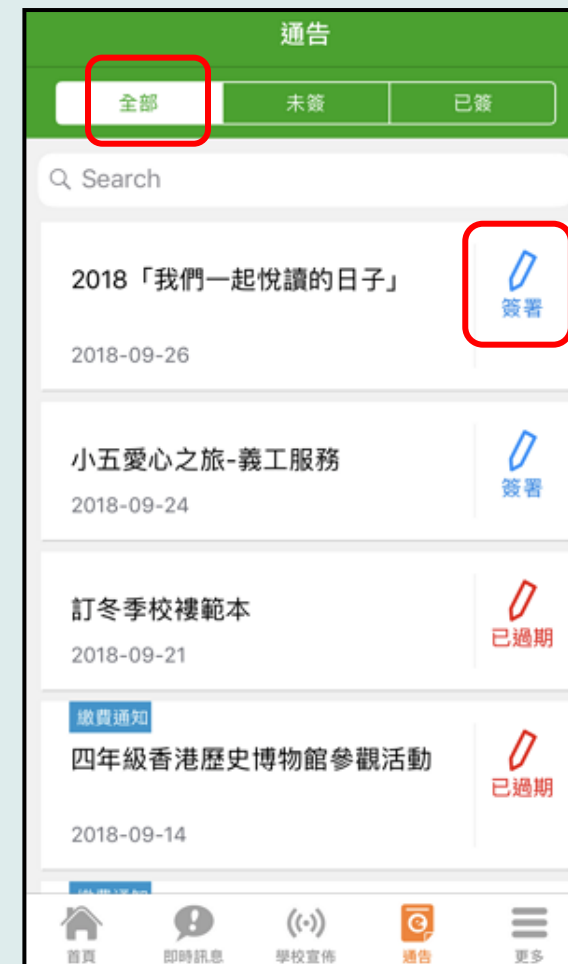 通告
全部 未簽 已簽
Search
2018「我們一起悅讀的日子」
簽署
2018-09-26
小五愛心之旅-義工服務
簽署
2018-09-24
訂冬季校褸範本
已過期
2018-09-21
繳費通知
四年級香港歷史博物館參觀活動
已過期
2018-09-14
首頁 即時訊息 學校宣佈 通告 更多